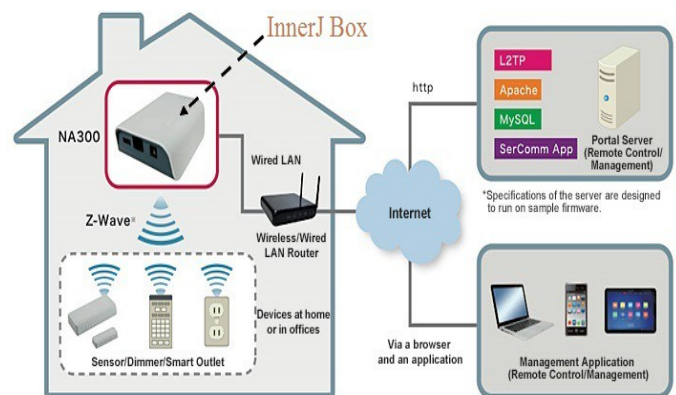 InnerJ Box
NA300
Wired LAN
Z-Wave*
Wireless/Wired
LAN Router
Devices at home
or in offices
Sensor/Dimmer/Smart Outlet
Internet
http
L2TP
Apache
MySQL
SerComm App
Portal Server
(Remote Control/
Management)
*Specifications of the server are designed
to run on sample firmware.
Via a browser
and an application
Management Application
(Remote Control/Management)